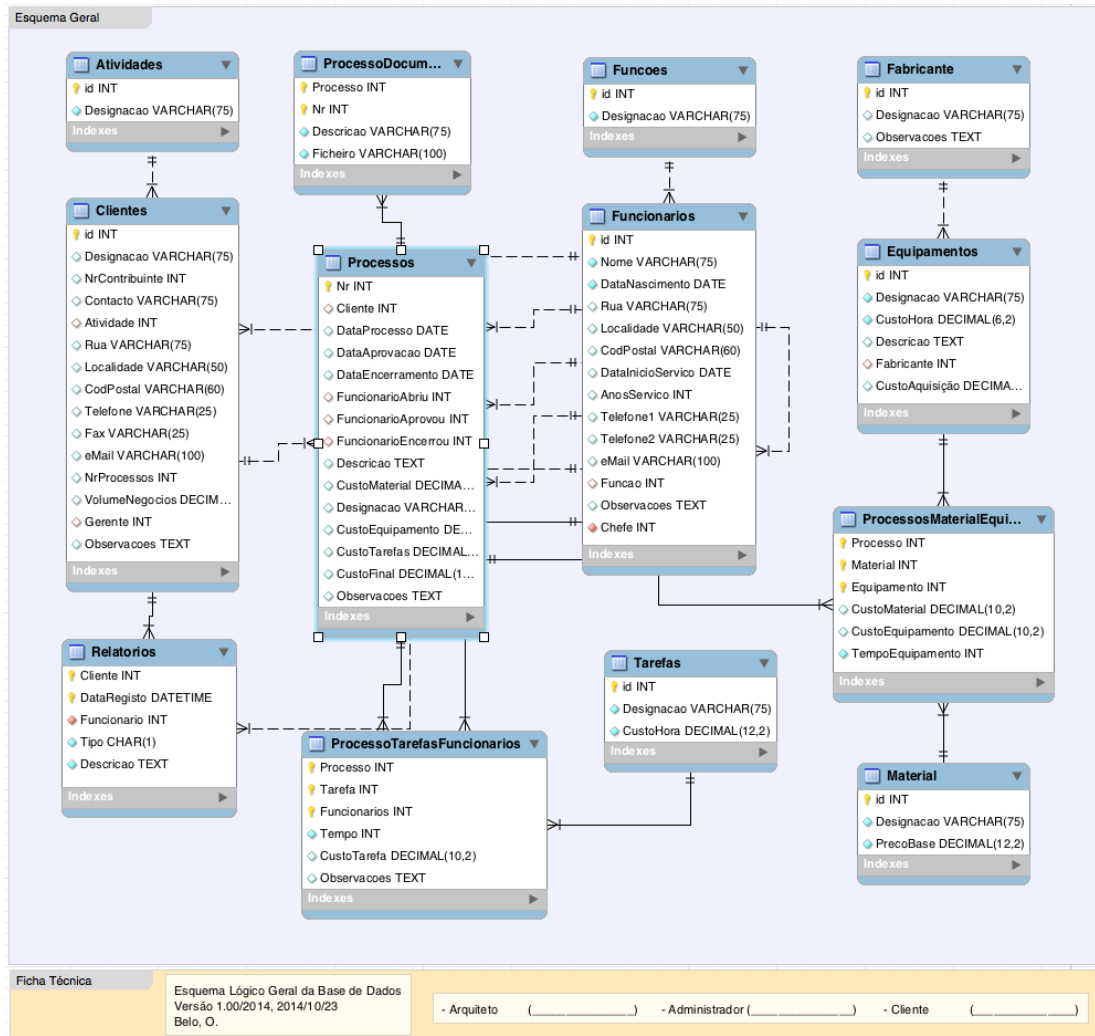 Esquema Geral
Atividades
id INT
Designacao VARCHAR(75)
Indexes
ProcessoDocum...
Processo INT
Nr INT
Descricao VARCHAR(75)
Ficheiro VARCHAR(100)
Indexes
Funcoes
id INT
Designacao VARCHAR(75)
Indexes
Fabricante
id INT
Designacao VARCHAR(75)
Observacoes TEXT
Indexes
Clientes
id INT
Designacao VARCHAR(75)
NrContribuinte INT
Contacto VARCHAR(75)
Atividade INT
Rua VARCHAR(75)
Localidade VARCHAR(50)
CodPostal VARCHAR(60)
Telefone VARCHAR(25)
Fax VARCHAR(25)
eMail VARCHAR(100)
NrProcessos INT
VolumeNegocios DECIM...
Gerente INT
Observacoes TEXT
Indexes
Processos
Nr INT
Cliente INT
DataProcesso DATE
DataAprovacao DATE
DataEncerramento DATE
FuncionarioAbriu INT
FuncionarioAprovou INT
FuncionarioEncerrou INT
Descricao TEXT
CustoMaterial DECIMA...
Designacao VARCHAR...
CustoEquipamento DE...
CustoTarefas DECIMAL...
CustoFinal DECIMAL(1...
Observacoes TEXT
Indexes
Funcionarios
id INT
Nome VARCHAR(75)
DataNascimento DATE
Rua VARCHAR(75)
Localidade VARCHAR(50)
CodPostal VARCHAR(60)
DataInicioServico DATE
AnosServico INT
Telefone1 VARCHAR(25)
Telefone2 VARCHAR(25)
eMail VARCHAR(100)
Funcao INT
Observacoes TEXT
Chefe INT
Indexes
Equipamentos
id INT
Designacao VARCHAR(75)
CustoHora DECIMAL(6,2)
Descricao TEXT
Fabricante INT
CustoAquisição DECIMA...
Indexes
ProcessosMaterialEqui...
Processo INT
Material INT
Equipamento INT
CustoMaterial DECIMAL(10,2)
CustoEquipamento DECIMAL(10,2)
TempoEquipamento INT
Indexes
Relatorios
Cliente INT
DataRegisto DATETIME
Funcionario INT
Tipo CHAR(1)
Descricao TEXT
Indexes
ProcessoTarefasFuncionarios
Processo INT
Tarefa INT
Funcionarios INT
Tempo INT
CustoTarefa DECIMAL(10,2)
Observacoes TEXT
Indexes
Tarefas
id INT
Designacao VARCHAR(75)
CustoHora DECIMAL(12,2)
Indexes
Material
id INT
Designacao VARCHAR(75)
PrecoBase DECIMAL(12,2)
Indexes
Ficha Técnica
Esquema Lógico Geral da Base de Dados
Versão 1.00/2014, 2014/10/23
Belo, O.
- Arquiteto (________________) - Administrador (________________) - Cliente (________________)